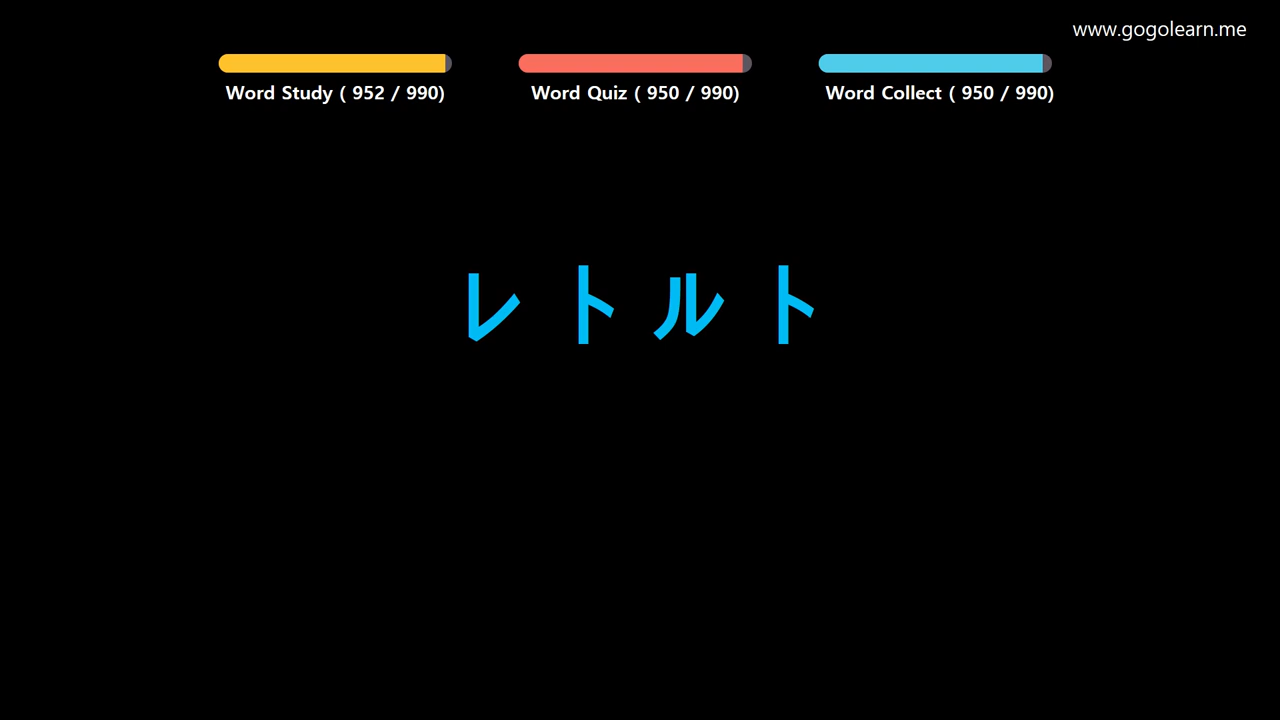 www.gogolearn.me
Word Study ( 952 / 990)
Word Quiz ( 950 / 990)
Word Collect ( 950 / 990)
レトルト